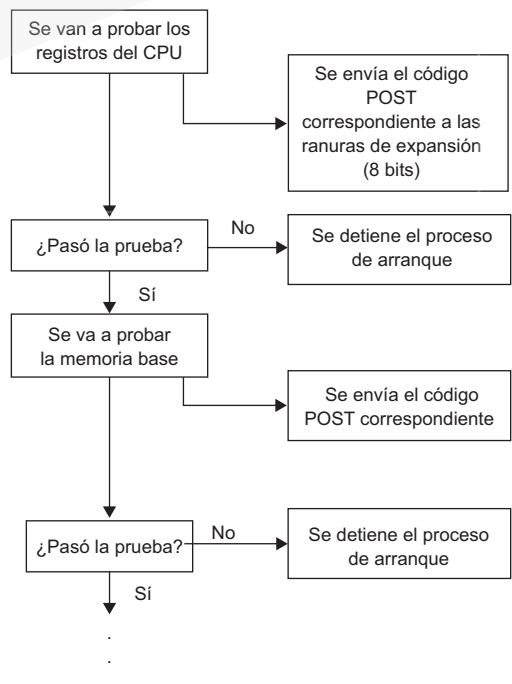 Se van a probar los
registros del CPU
Se envía el código
POST
correspondiente a las
ranuras de expansión
(8 bits)
¿Pasó la prueba?
No
Se detiene el proceso
de arranque
Sí
Se va a probar
la memoria base
Se envía el código
POST correspondiente
¿Pasó la prueba?
No
Se detiene el proceso
de arranque
Sí
.
.